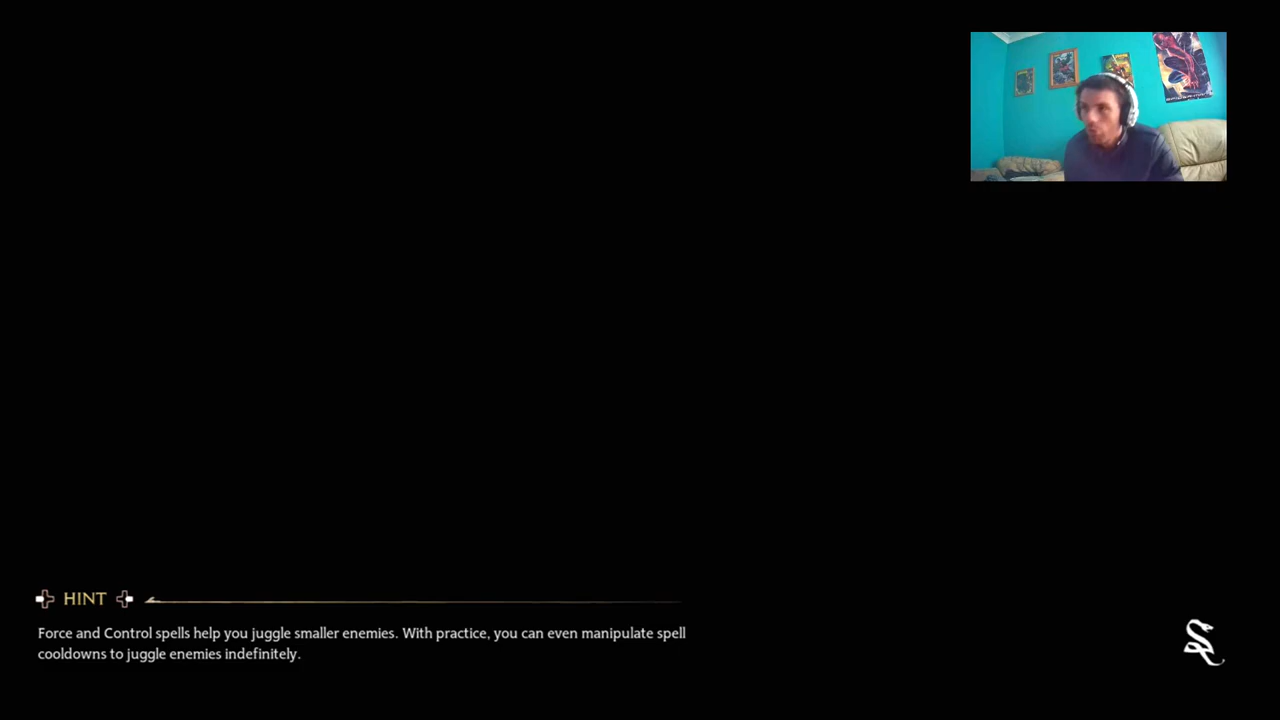 HINT
Force and Control spells help you juggle smaller enemies. With practice, you can even manipulate spell
cooldowns to juggle enemies indefinitely.